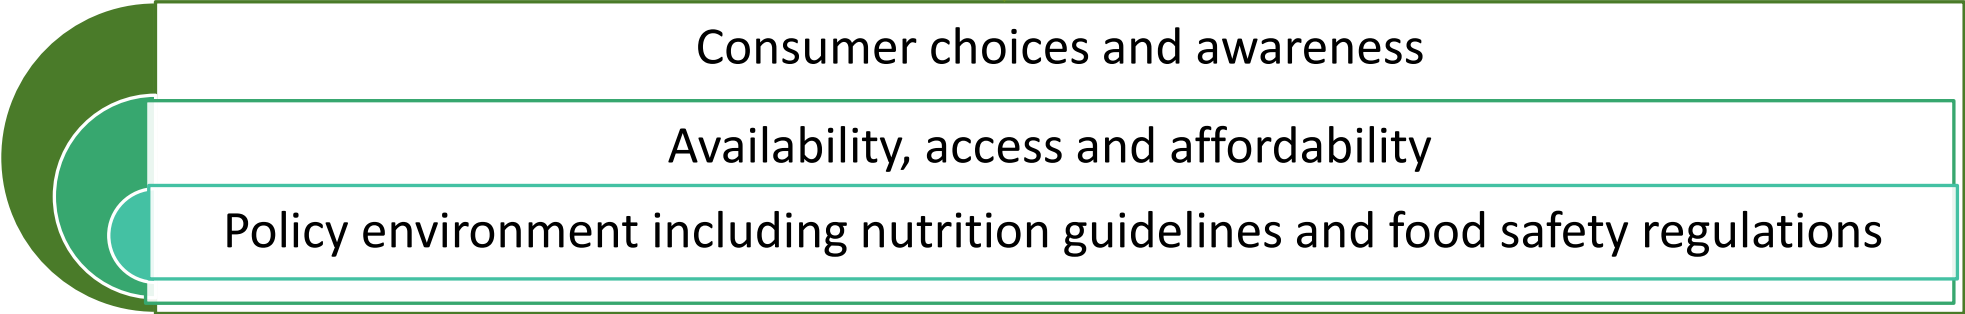 Consumer choices and awareness
Availability, access and affordability
Policy environment including nutrition guidelines and food safety regulations